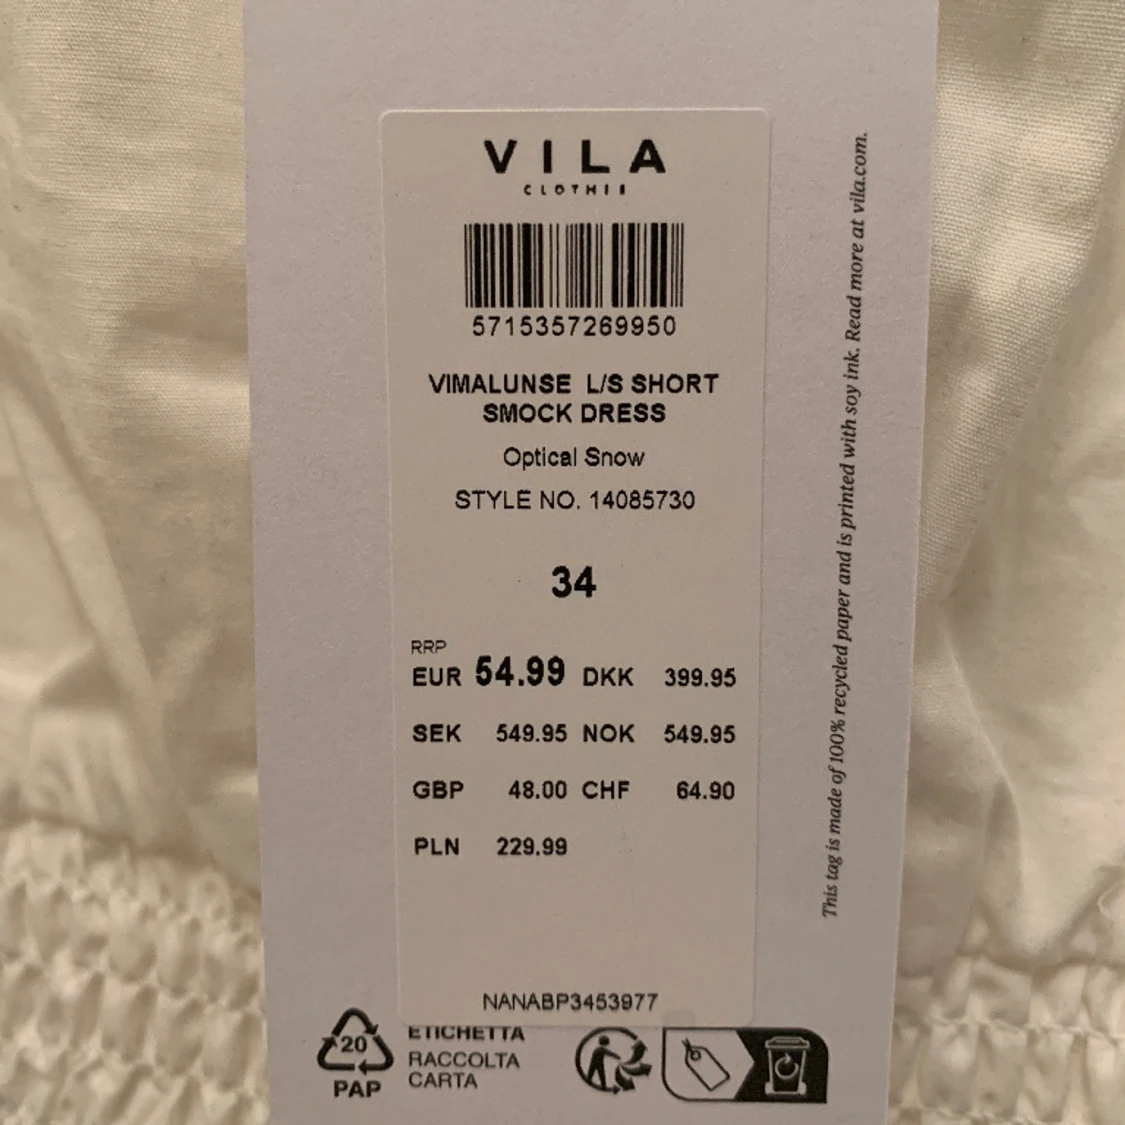 VILA
CLOTHES
5715357269950
VIMALUNSE L/S SHORT
SMOCK DRESS
Optical Snow
STYLE NO. 14085730
34
RRP
EUR 54.99 DKK 399.95
SEK 549.95 NOK 549.95
GBP 48.00 CHF 64.90
PLN 229.99
NANABP3453977
20
PAP
ETICHETTA
RACCOLTA
CARTA
This tag is made of 100% recycled paper and is printed with soy ink. Read more at vila.com.